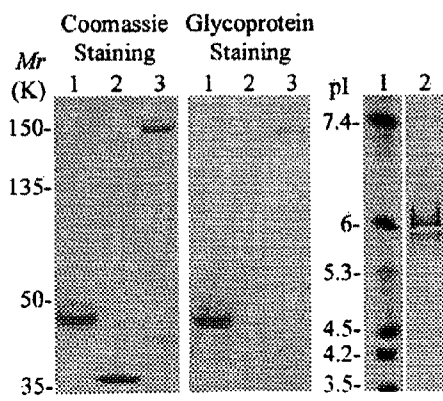 Coomassie Glycoprotein
Staining Staining
Mr
(K) 1 2 3 1 2 3 pI 1 2
150- 7.4-
135-
6-
50- 5.3-
4.5-
4.2-
35- 3.5-